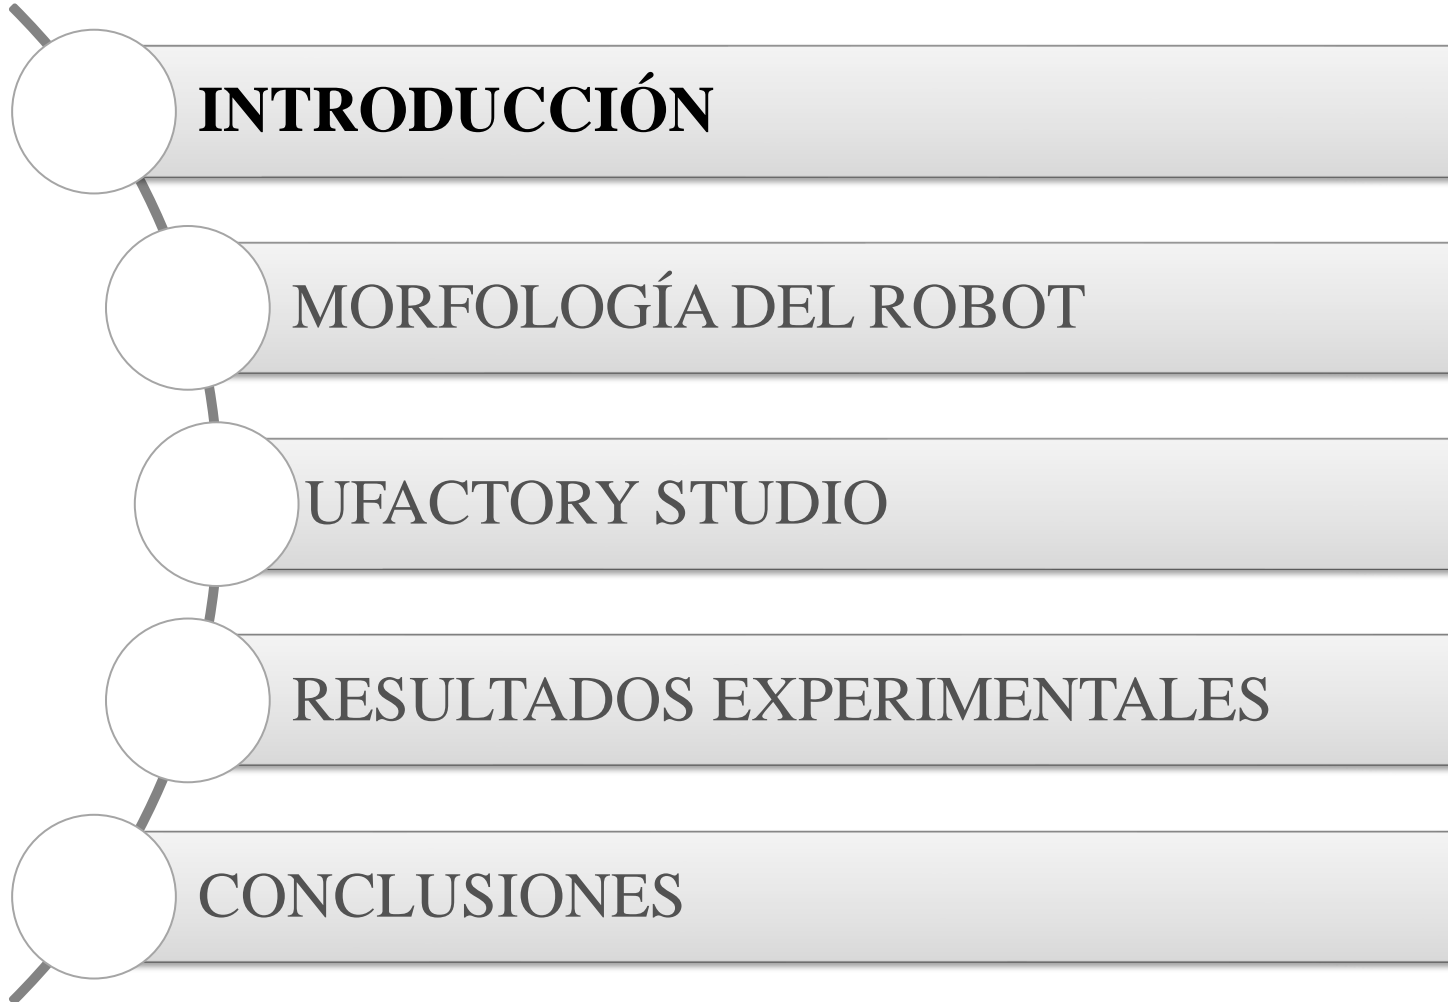 INTRODUCCIÓN
MORFOLOGÍA DEL ROBOT
UFACTORY STUDIO
RESULTADOS EXPERIMENTALES
CONCLUSIONES